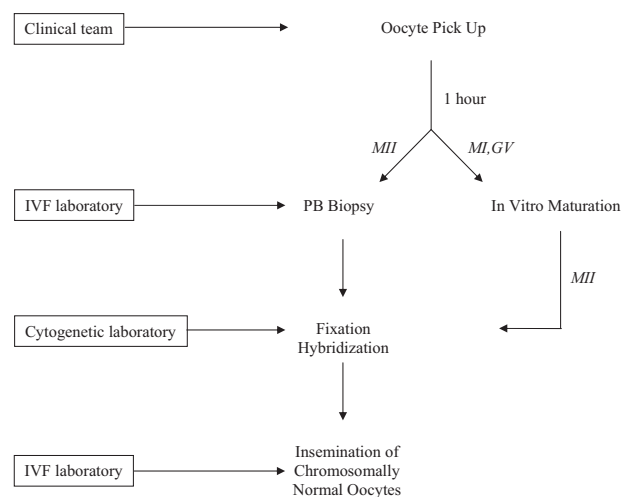 Clinical team
Oocyte Pick Up
1 hour
MII
MI,GV
IVF laboratory
PB Biopsy
In Vitro Maturation
MII
Cytogenetic laboratory
Fixation
Hybridization
IVF laboratory
Insemination of
Chromosomally
Normal Oocytes